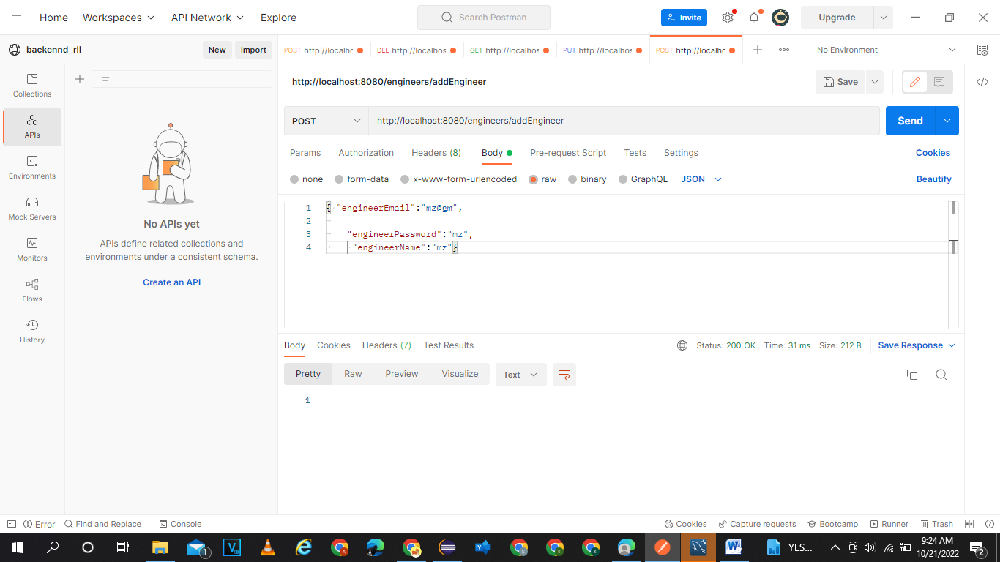 Home Workspaces API Network Explore Search Postman Invite Upgrade
backennd_rll New Import POST http://localhc DEL http://localhos GET http://localhos PUT http://localhos POST http://localhc No Environment
Collections
APIs
Environments
Mock Servers
Monitors
Flows
History
No APIs yet
APIs define related collections and
environments under a consistent schema.
Create an API
http://localhost:8080/engineers/addEngineer Save
POST http://localhost:8080/engineers/addEngineer Send
Params Authorization Headers (8) Body Pre-request Script Tests Settings Cookies
none form-data x-www-form-urlencoded raw binary GraphQL JSON Beautify
1 { "engineerEmail":"mz@gm",
2
3 "engineerPassword":"mz",
4 "engineerName":"mz"}
Body Cookies Headers (7) Test Results Status: 200 OK Time: 31 ms Size: 212 B Save Response
Pretty Raw Preview Visualize Text
1
Error Find and Replace Console Cookies Capture requests Bootcamp Runner Trash
1 V.8 YES... W 9:24 AM
10/21/2022 2